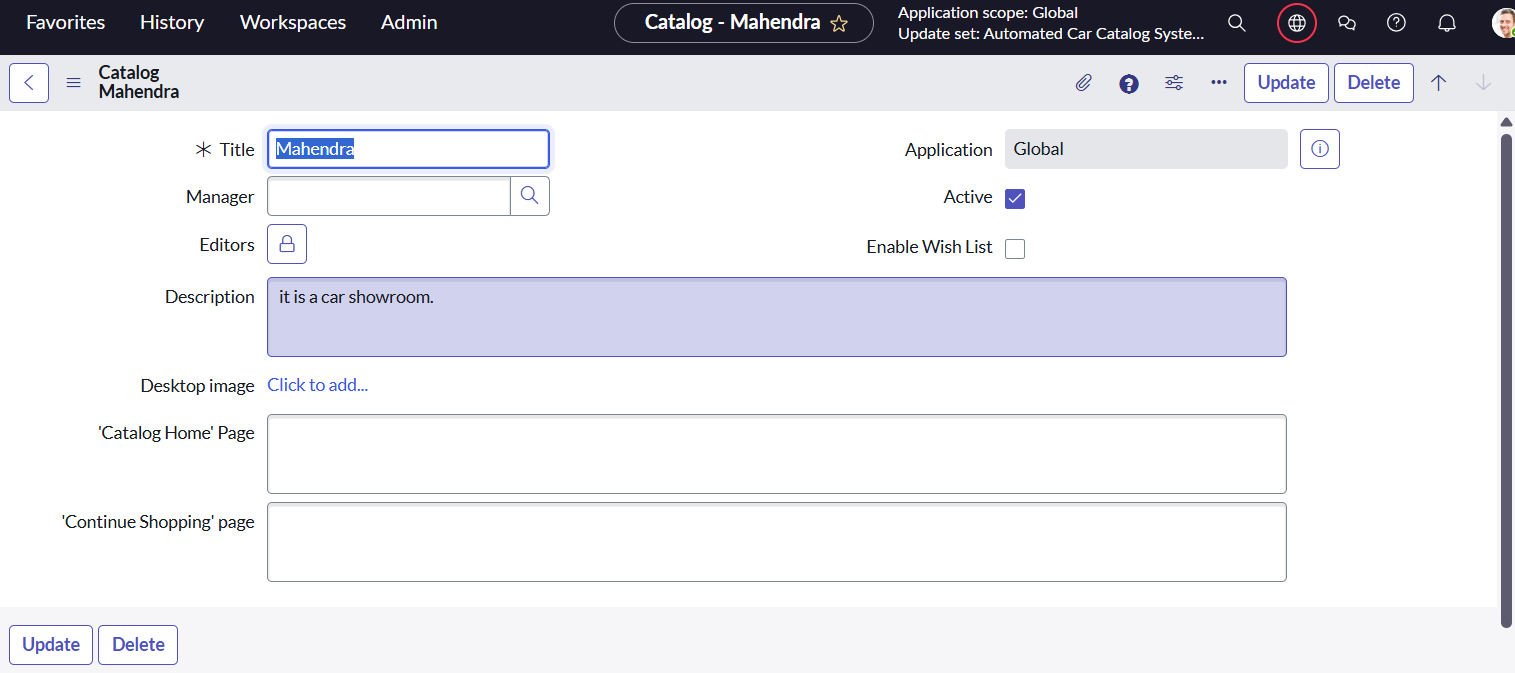 Favorites History Workspaces Admin
Catalog - Mahendra
Application scope: Global
Update set: Automated Car Catalog Syste...
Catalog
Mahendra
Update Delete
Title Mahendra
Application Global
Manager
Active
Editors
Enable Wish List
Description it is a car showroom.
Desktop image Click to add...
'Catalog Home' Page
'Continue Shopping' page
Update Delete